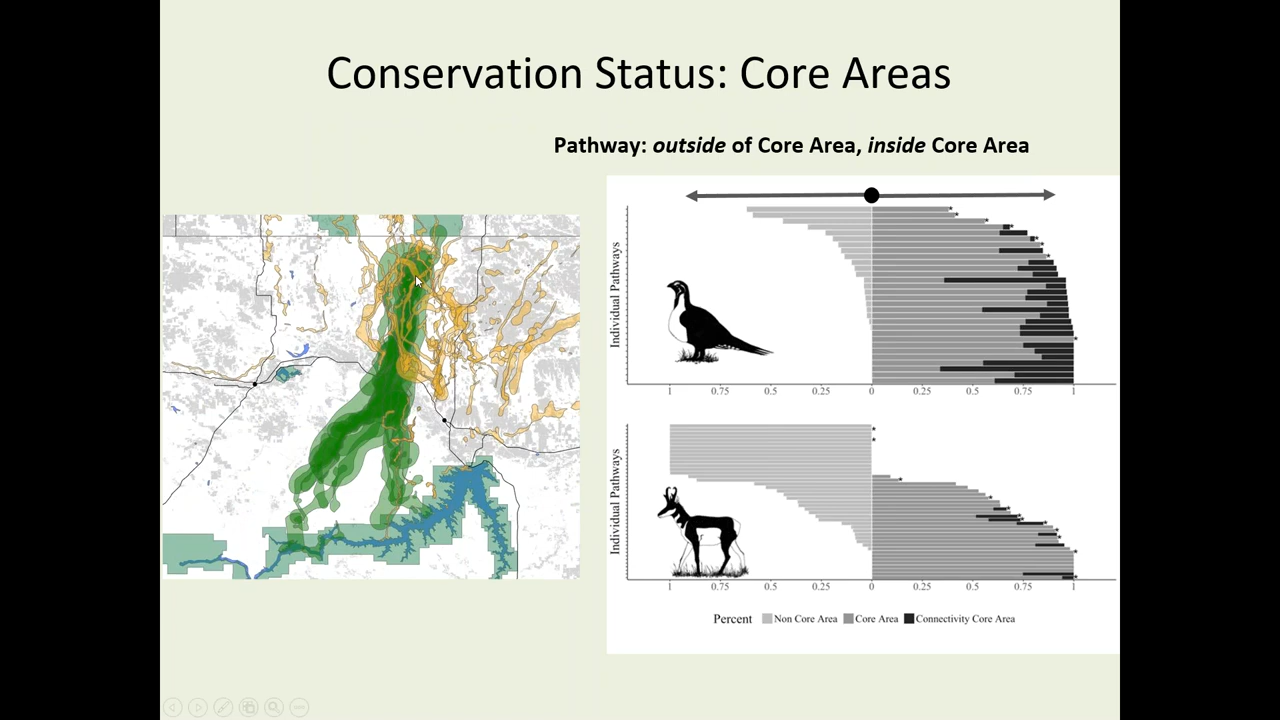 Conservation Status: Core Areas
Pathway: outside of Core Area, inside Core Area
Individual Pathways
1 0.75 0.5 0.25 0 0.25 0.5 0.75 1
Individual Pathways
1 0.75 0.5 0.25 0 0.25 0.5 0.75 1
Percent Non Core Area Core Area Connectivity Core Area